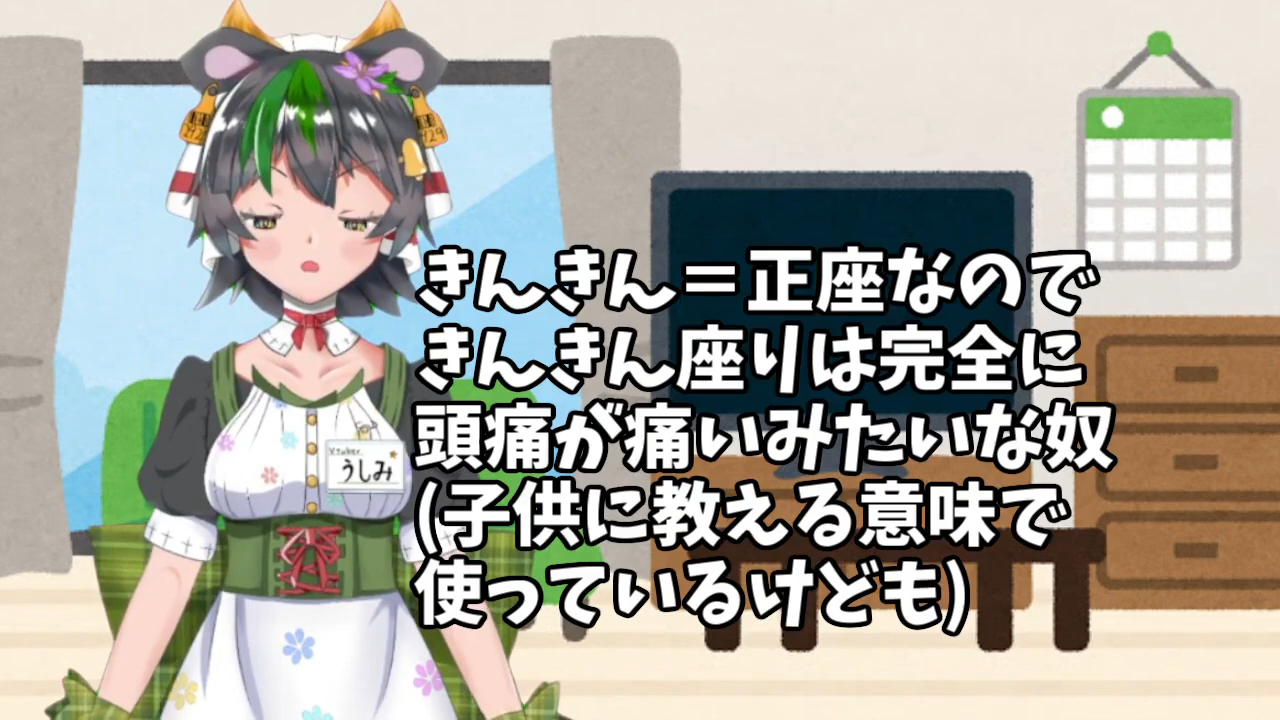 きんきん＝正座なので
きんきん座りは完全に
頭痛が痛いみたいな奴
(子供に教える意味で
使っているけども)
Vtuber
うしみ